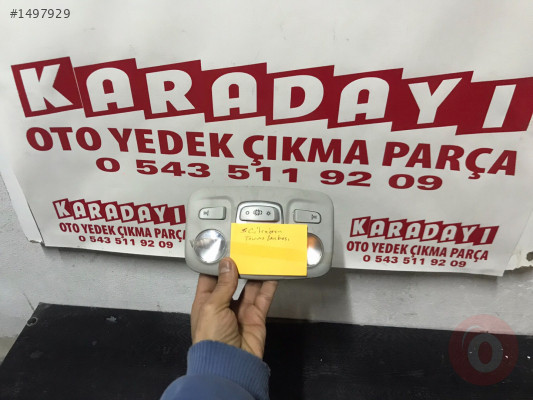 #1497929
KARADAYI
OTO YEDEK ÇIKMA PARÇA
0 543 511 92 09
KARADAYI
OTO YEDEK ÇIKMA PARÇA
0 543 511 92 09
KARADAYI
OTO YEDEK ÇIKMA PARÇA
0 543 511 92 09